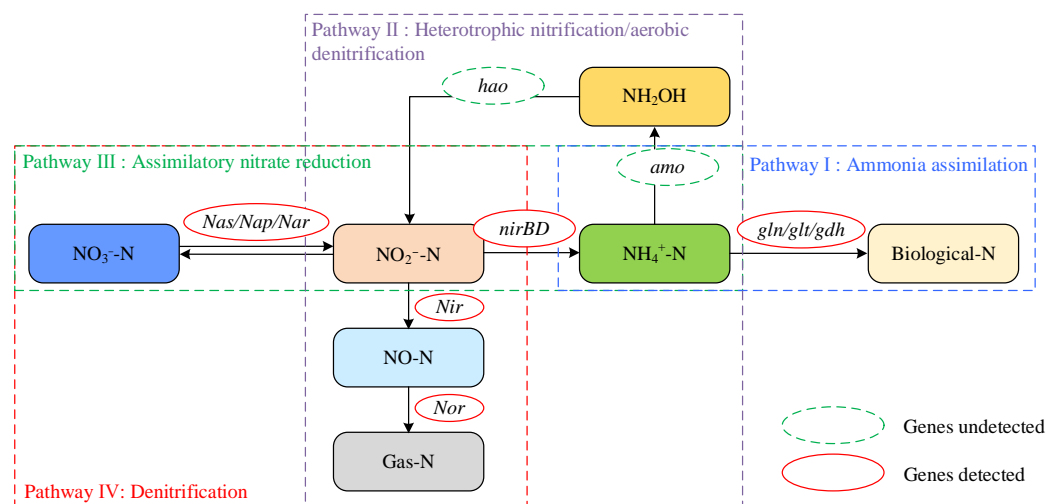 Pathway II : Heterotrophic nitrification/aerobic
denitrification
hao
NH₂OH
Pathway III : Assimilatory nitrate reduction
amo
Pathway I : Ammonia assimilation
Nas/Nap/Nar
nirBD
gln/glt/gdh
NO₃⁻-N
NO₂⁻-N
NH₄⁺-N
Biological-N
Nir
NO-N
Nor
Genes undetected
Gas-N
Genes detected
Pathway IV: Denitrification